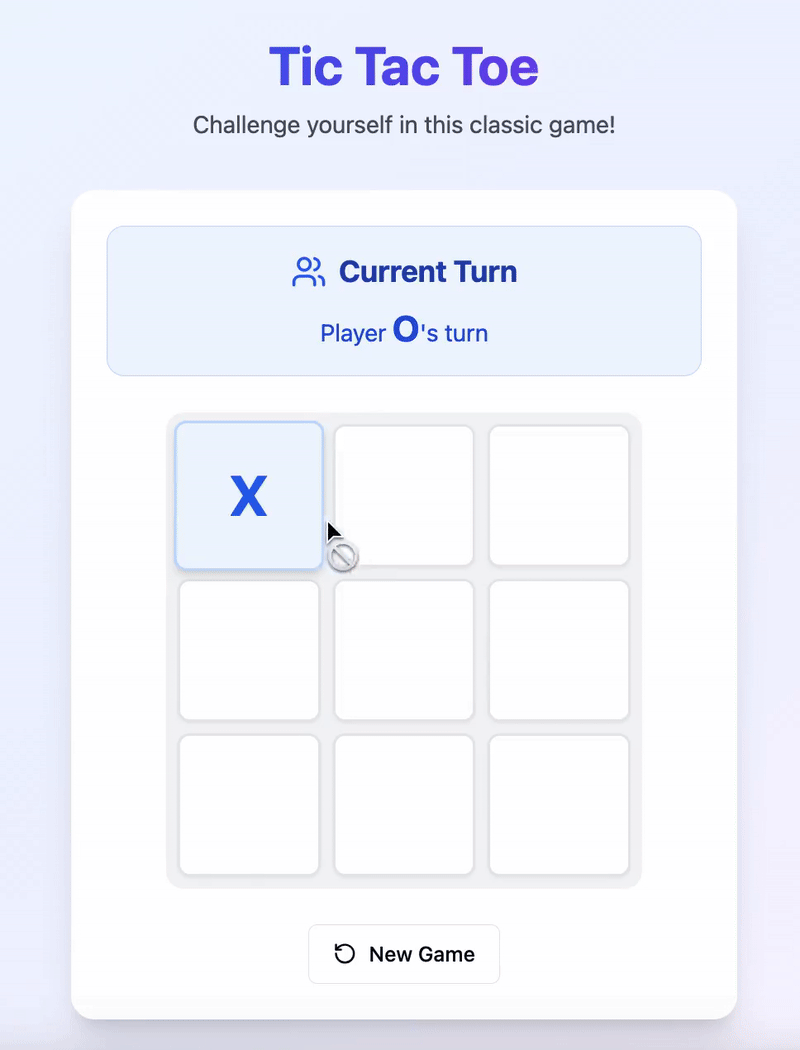 Tic Tac Toe
Challenge yourself in this classic game!
Current Turn
Player O's turn
X
New Game